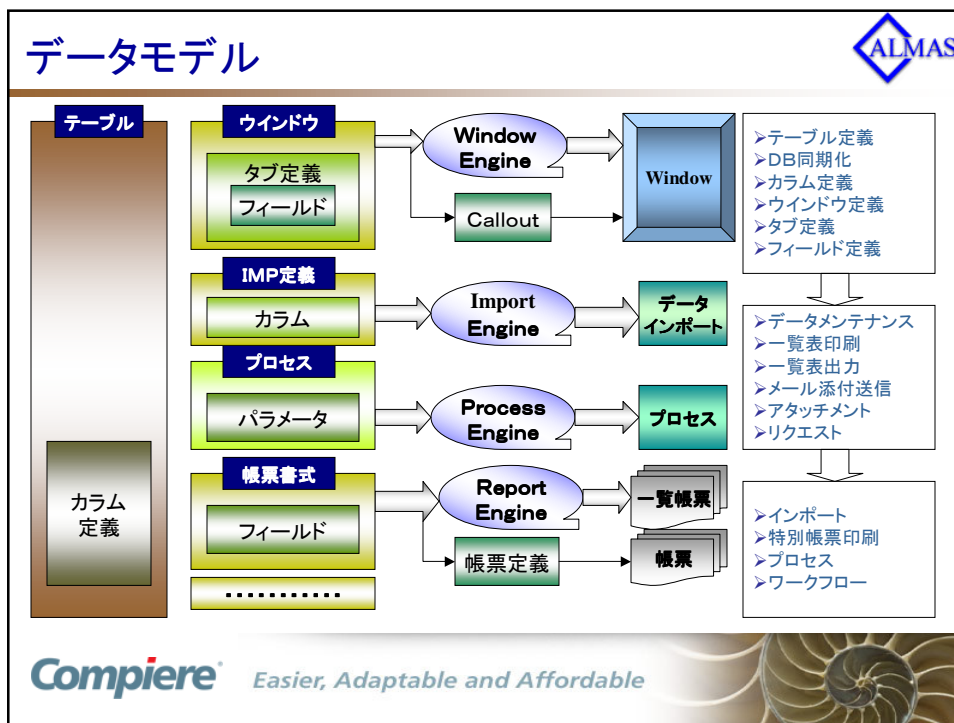 データモデル
ALMAS
テーブル
カラム
定義
ウインドウ
タブ定義
フィールド
Window
Engine
Callout
Window
IMP定義
カラム
Import
Engine
データ
インポート
プロセス
パラメータ
Process
Engine
プロセス
帳票書式
フィールド
Report
Engine
一覧帳票
帳票定義
帳票
・・・・・・・・・・・
➢テーブル定義
➢DB同期化
➢カラム定義
➢ウインドウ定義
➢タブ定義
➢フィールド定義
➢データメンテナンス
➢一覧表印刷
➢一覧表出力
➢メール添付送信
➢アタッチメント
➢リクエスト
➢インポート
➢特別帳票印刷
➢プロセス
➢ワークフロー
Compiere® Easier, Adaptable and Affordable